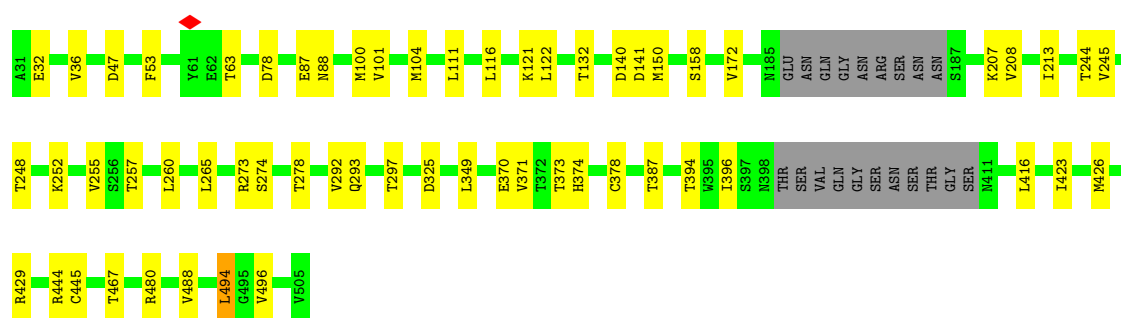 A31 E32 V36 D47 F53 Y61 E62 T63 D78 E87 N88 M100 V101 M104 L111 L116 K121 L122 T132 D140 D141 M150 S158 V172 N185 GLU ASN GLN GLY ASN ARG SER ASN ASN S187 K207 V208 I213 T244 V245
T248 K252 V255 S256 T257 L260 L265 R273 S274 T278 V292 Q293 T297 D325 L349 E370 V371 T372 T373 H374 C378 T387 T394 W395 I396 S397 N398 THR SER VAL GLN GLY SER ASN SER THR GLY SER N411 L416 I423 M426
R429 R444 C445 T467 R480 V488 L494 G495 V496 V505